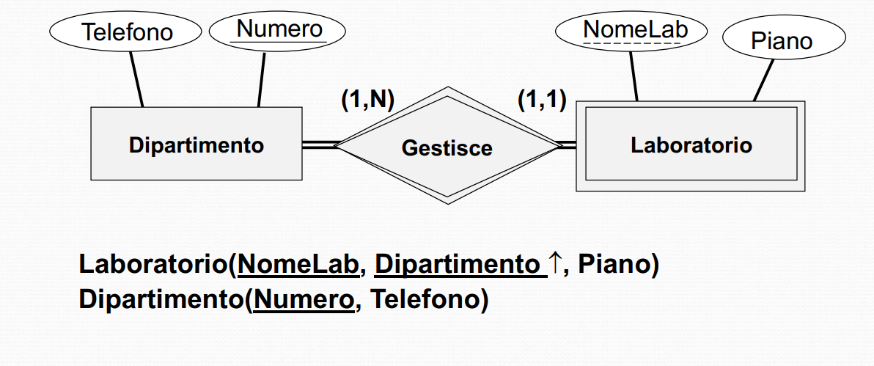 Telefono Numero NomeLab Piano
(1,N) (1,1)
Dipartimento Gestisce Laboratorio
Laboratorio(NomeLab, Dipartimento ↑, Piano)
Dipartimento(Numero, Telefono)